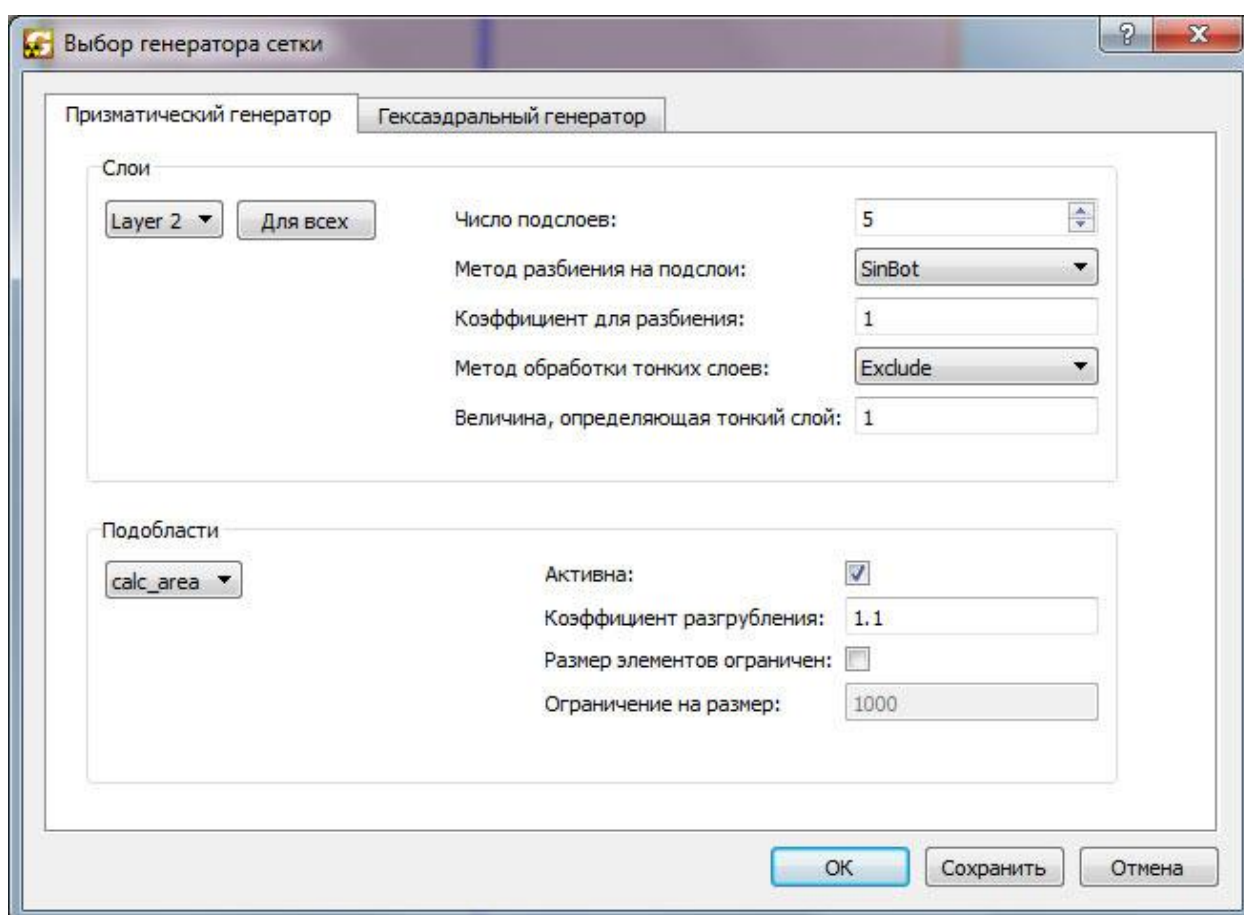 Выбор генератора сетки
?
Призматический генератор
Гексаэдральный генератор
Слои
Layer 2
Для всех
Число подслоев: 5
Метод разбиения на подслои: SinBot
Коэффициент для разбиения: 1
Метод обработки тонких слоев: Exclude
Величина, определяющая тонкий слой: 1
Подобласти
calc_area
Активна:
Коэффициент разгрубления: 1.1
Размер элементов ограничен:
Ограничение на размер: 1000
OK
Сохранить
Отмена